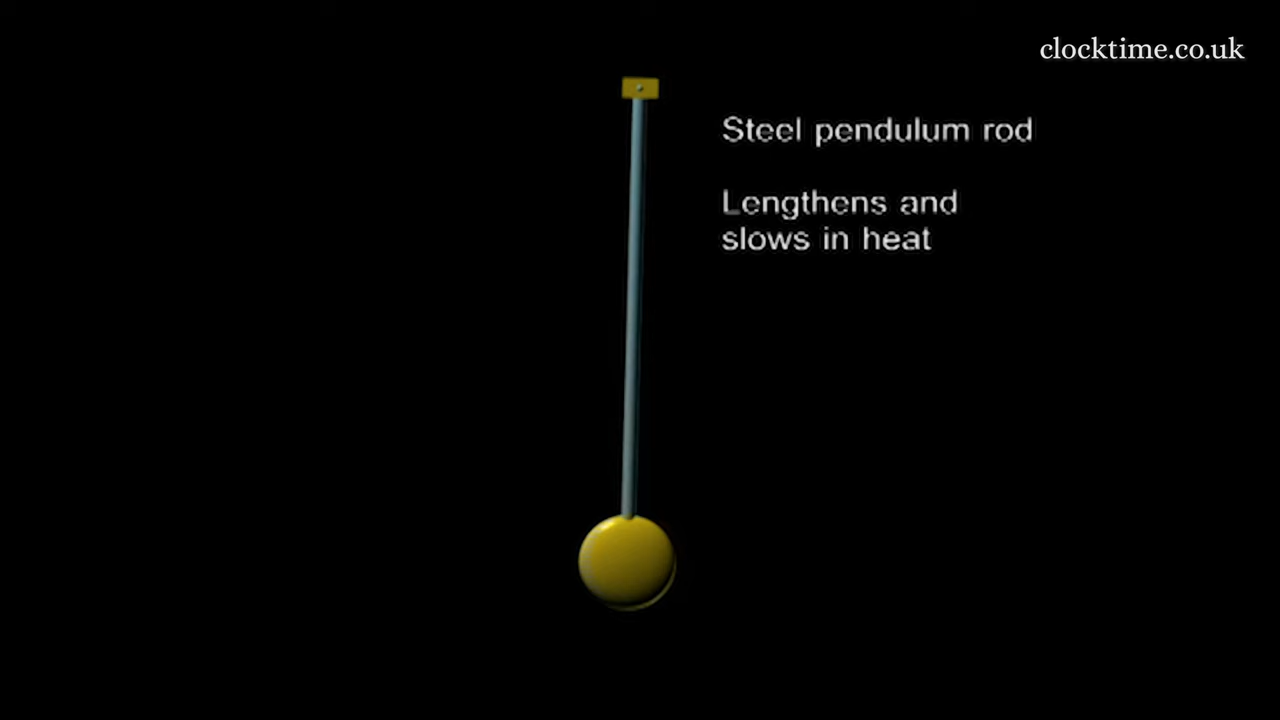 clocktime.co.uk
Steel pendulum rod
Lengthens and
slows in heat